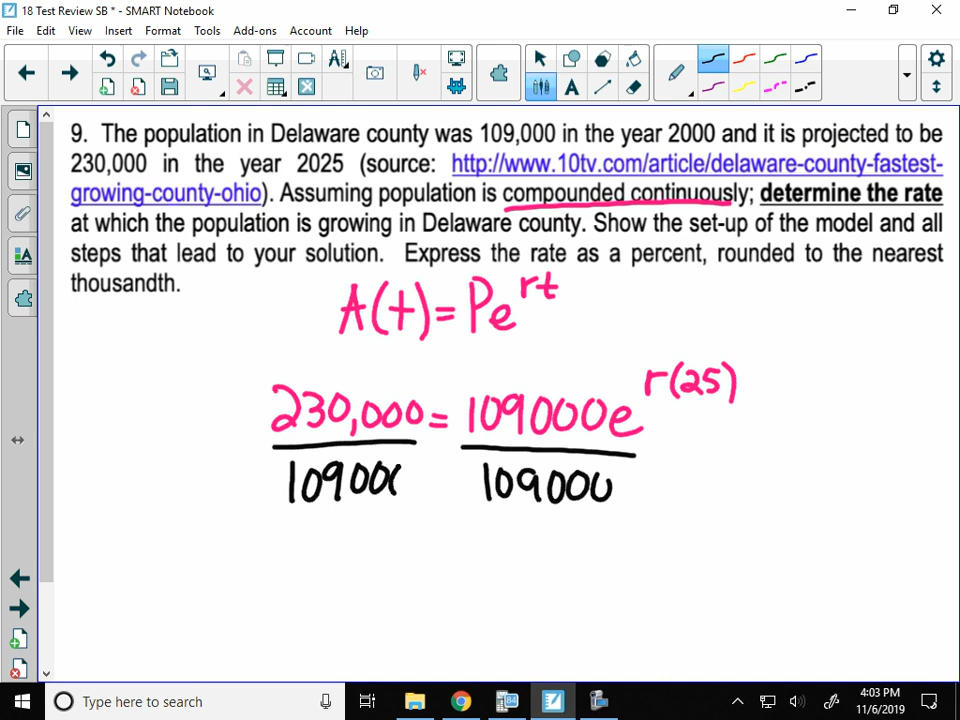 18 Test Review SB * - SMART Notebook
File Edit View Insert Format Tools Add-ons Account Help
9. The population in Delaware county was 109,000 in the year 2000 and it is projected to be
230,000 in the year 2025 (source: http://www.10tv.com/article/delaware-county-fastest-
growing-county-ohio). Assuming population is compounded continuously; determine the rate
at which the population is growing in Delaware county. Show the set-up of the model and all
steps that lead to your solution. Express the rate as a percent, rounded to the nearest
thousandth.
A(t) = Pe^rt
230,000 = 109000e^r(25)
109000 109000
Type here to search
4:03 PM
11/6/2019